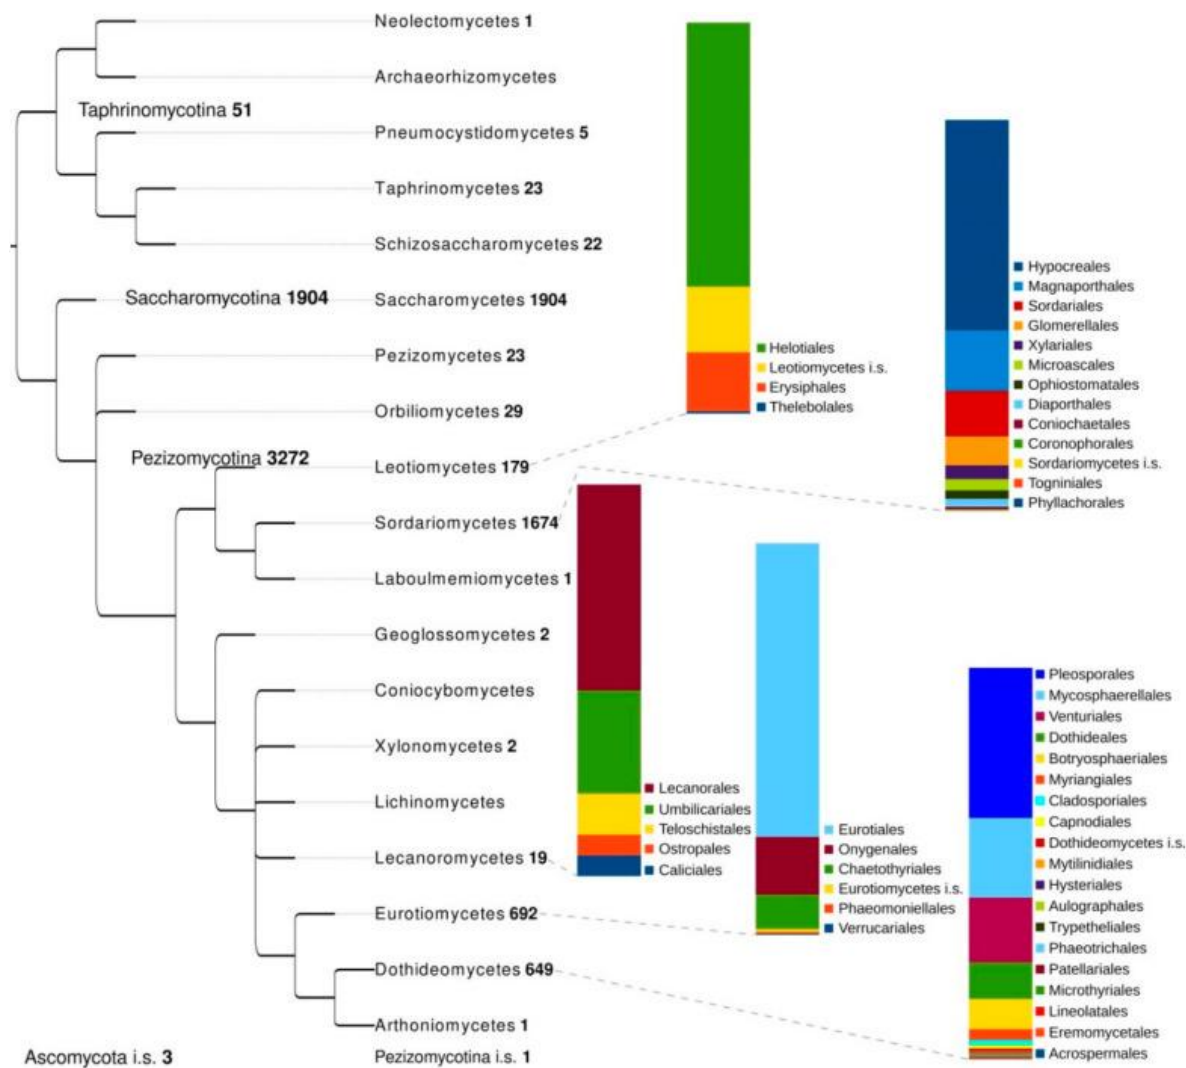 Neolectomycetes 1
Archaeorhizomycetes
Taphrinomycotina 51
Pneumocystidomycetes 5
Taphrinomycetes 23
Schizosaccharomycetes 22
Saccharomycotina 1904
Saccharomycetes 1904
Pezizomycetes 23
Orbiliomycetes 29
Pezizomycotina 3272
Leotiomycetes 179
Sordariomycetes 1674
Laboulmemiomycetes 1
Geoglossomycetes 2
Coniocybomycetes
Xylonomycetes 2
Lichinomycetes
Lecanoromycetes 19
Eurotiomycetes 692
Dothideomycetes 649
Arthoniomycetes 1
Ascomycota i.s. 3
Pezizomycotina i.s. 1
Helotiales
Leotiomycetes i.s.
Erysiphales
Thelebolales
Hypocreales
Magnaporthales
Sordariales
Glomerellales
Xylariales
Microascales
Ophiostomatales
Diaporthales
Coniochaetales
Coronophorales
Sordariomycetes i.s.
Togniniales
Phyllachorales
Lecanorales
Umbilicariales
Teloschistales
Ostropales
Caliciales
Eurotiales
Onygenales
Chaetothyriales
Eurotiomycetes i.s.
Phaeomoniellales
Verrucariales
Pleosporales
Mycosphaerellales
Venturiales
Dothideales
Botryosphaeriales
Myriangiales
Cladosporiales
Capnodiales
Dothideomycetes i.s.
Mytilinidiales
Hysteriales
Aulographales
Trypetheliales
Phaeotrichales
Patellariales
Microthyriales
Lineolatales
Eremomycetales
Acrospermales